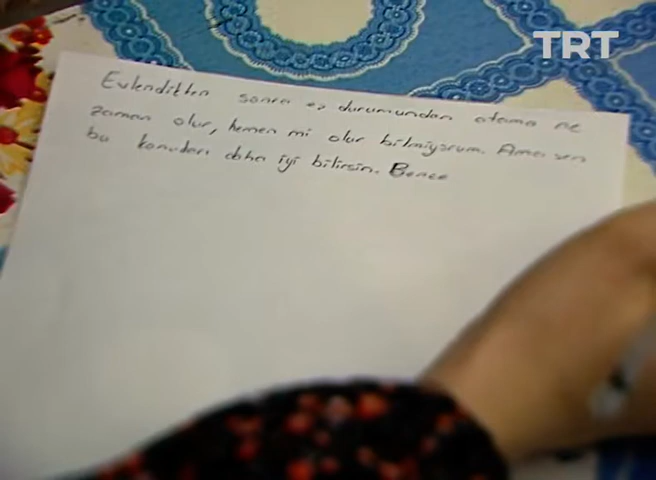 TRT
Evlendikten sonra eş durumundan atama ne
zaman olur, hemen mi olur bilmiyorum. Ama sen
bu konuları daha iyi bilirsin. Bence